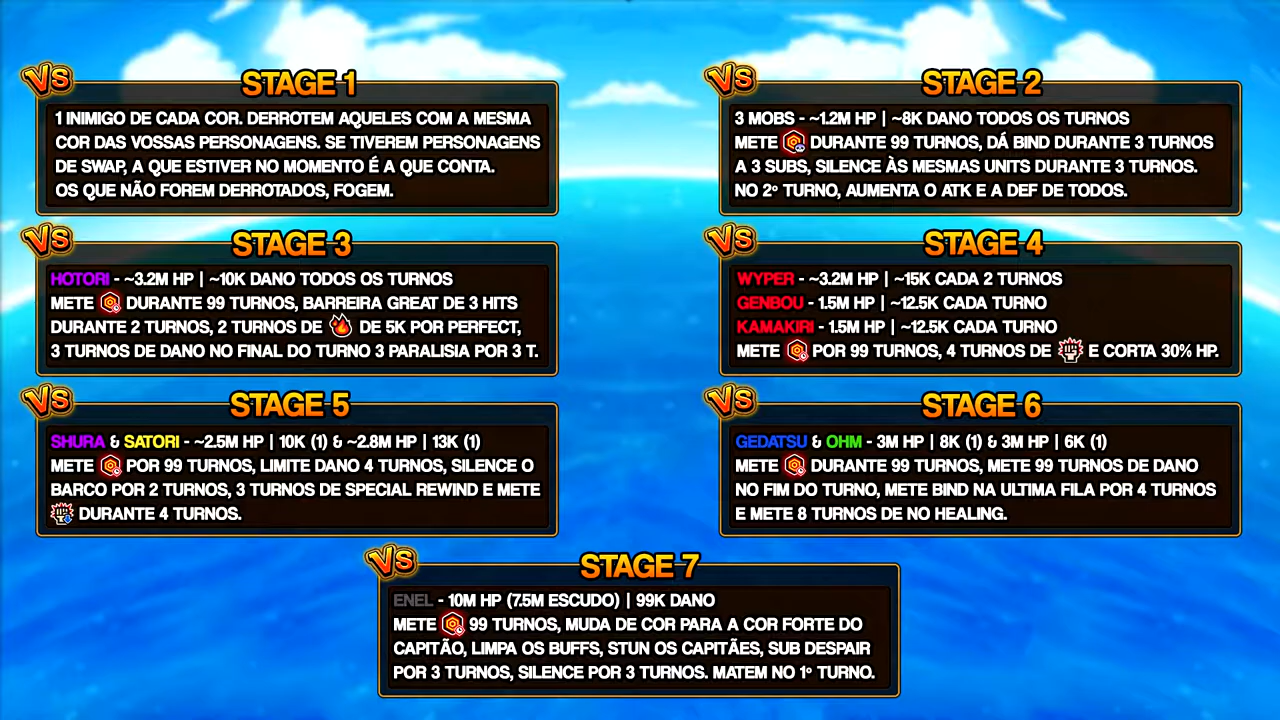 VS
STAGE 1
1 INIMIGO DE CADA COR. DERROTEM AQUELES COM A MESMA
COR DAS VOSSAS PERSONAGENS. SE TIVEREM PERSONAGENS
DE SWAP, A QUE ESTIVER NO MOMENTO É A QUE CONTA.
OS QUE NÃO FOREM DERROTADOS, FOGEM.
VS
STAGE 2
3 MOBS - ~1.2M HP | ~8K DANO TODOS OS TURNOS
METE DURANTE 99 TURNOS, DÁ BIND DURANTE 3 TURNOS
A 3 SUBS, SILENCE ÀS MESMAS UNITS DURANTE 3 TURNOS.
NO 2º TURNO, AUMENTA O ATK E A DEF DE TODOS.
VS
STAGE 3
HOTORI - ~3.2M HP | ~10K DANO TODOS OS TURNOS
METE DURANTE 99 TURNOS, BARREIRA GREAT DE 3 HITS
DURANTE 2 TURNOS, 2 TURNOS DE DE 5K POR PERFECT,
3 TURNOS DE DANO NO FINAL DO TURNO 3 PARALISIA POR 3 T.
VS
STAGE 4
WYPER - ~3.2M HP | ~15K CADA 2 TURNOS
GENBOU - 1.5M HP | ~12.5K CADA TURNO
KAMAKIRI - 1.5M HP | ~12.5K CADA TURNO
METE POR 99 TURNOS, 4 TURNOS DE E CORTA 30% HP.
VS
STAGE 5
SHURA & SATORI - ~2.5M HP | 10K (1) & ~2.8M HP | 13K (1)
METE POR 99 TURNOS, LIMITE DANO 4 TURNOS, SILENCE O
BARCO POR 2 TURNOS, 3 TURNOS DE SPECIAL REWIND E METE
DURANTE 4 TURNOS.
VS
STAGE 6
GEDATSU & OHM - 3M HP | 8K (1) & 3M HP | 6K (1)
METE DURANTE 99 TURNOS, METE 99 TURNOS DE DANO
NO FIM DO TURNO, METE BIND NA ULTIMA FILA POR 4 TURNOS
E METE 8 TURNOS DE NO HEALING.
VS
STAGE 7
ENEL - 10M HP (7.5M ESCUDO) | 99K DANO
METE 99 TURNOS, MUDA DE COR PARA A COR FORTE DO
CAPITÃO, LIMPA OS BUFFS, STUN OS CAPITÃES, SUB DESPAIR
POR 3 TURNOS, SILENCE POR 3 TURNOS. MATEM NO 1º TURNO.